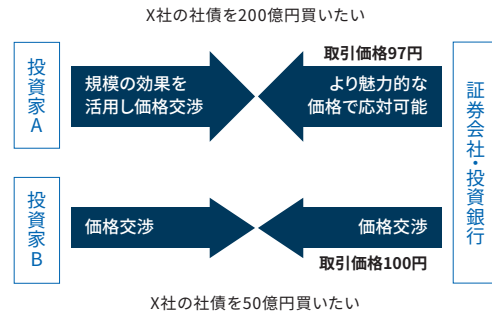 X社の社債を200億円買いたい
取引価格97円
投資家A
規模の効果を
活用し価格交渉
より魅力的な
価格で応対可能
証券会社・投資銀行
投資家B
価格交渉
価格交渉
取引価格100円
X社の社債を50億円買いたい